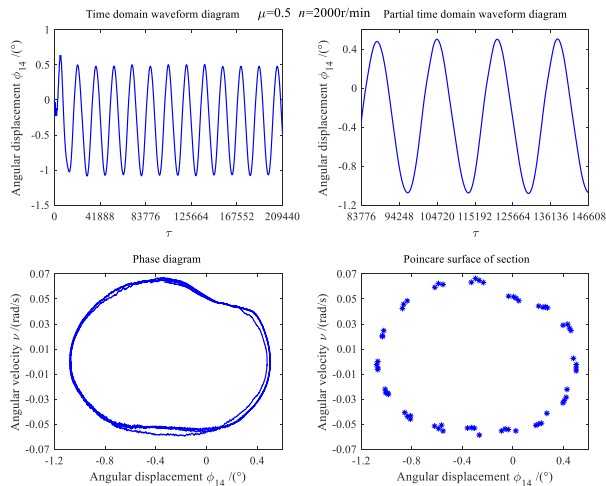 Time domain waveform diagram
μ=0.5 n=2000r/min
Partial time domain waveform diagram
Angular displacement ϕ14 /(°)
1
0.5
0
-0.5
-1
-1.5
0 41888 83776 125664 167552 209440
τ
Angular displacement ϕ14 /(°)
0.4
0
-0.4
-0.8
-1.2
83776 94248 104720 115192 125664 136136 146608
τ
Phase diagram
Angular velocity ν /(rad/s)
0.07
0.05
0.03
0.01
-0.01
-0.03
-0.05
-0.07
-1.2 -0.8 -0.4 0 0.4
Angular displacement ϕ14 /(°)
Poincare surface of section
Angular velocity ν /(rad/s)
0.07
0.05
0.03
0.01
-0.01
-0.03
-0.05
-0.07
-1.2 -0.8 -0.4 0 0.4
Angular displacement ϕ14 /(°)